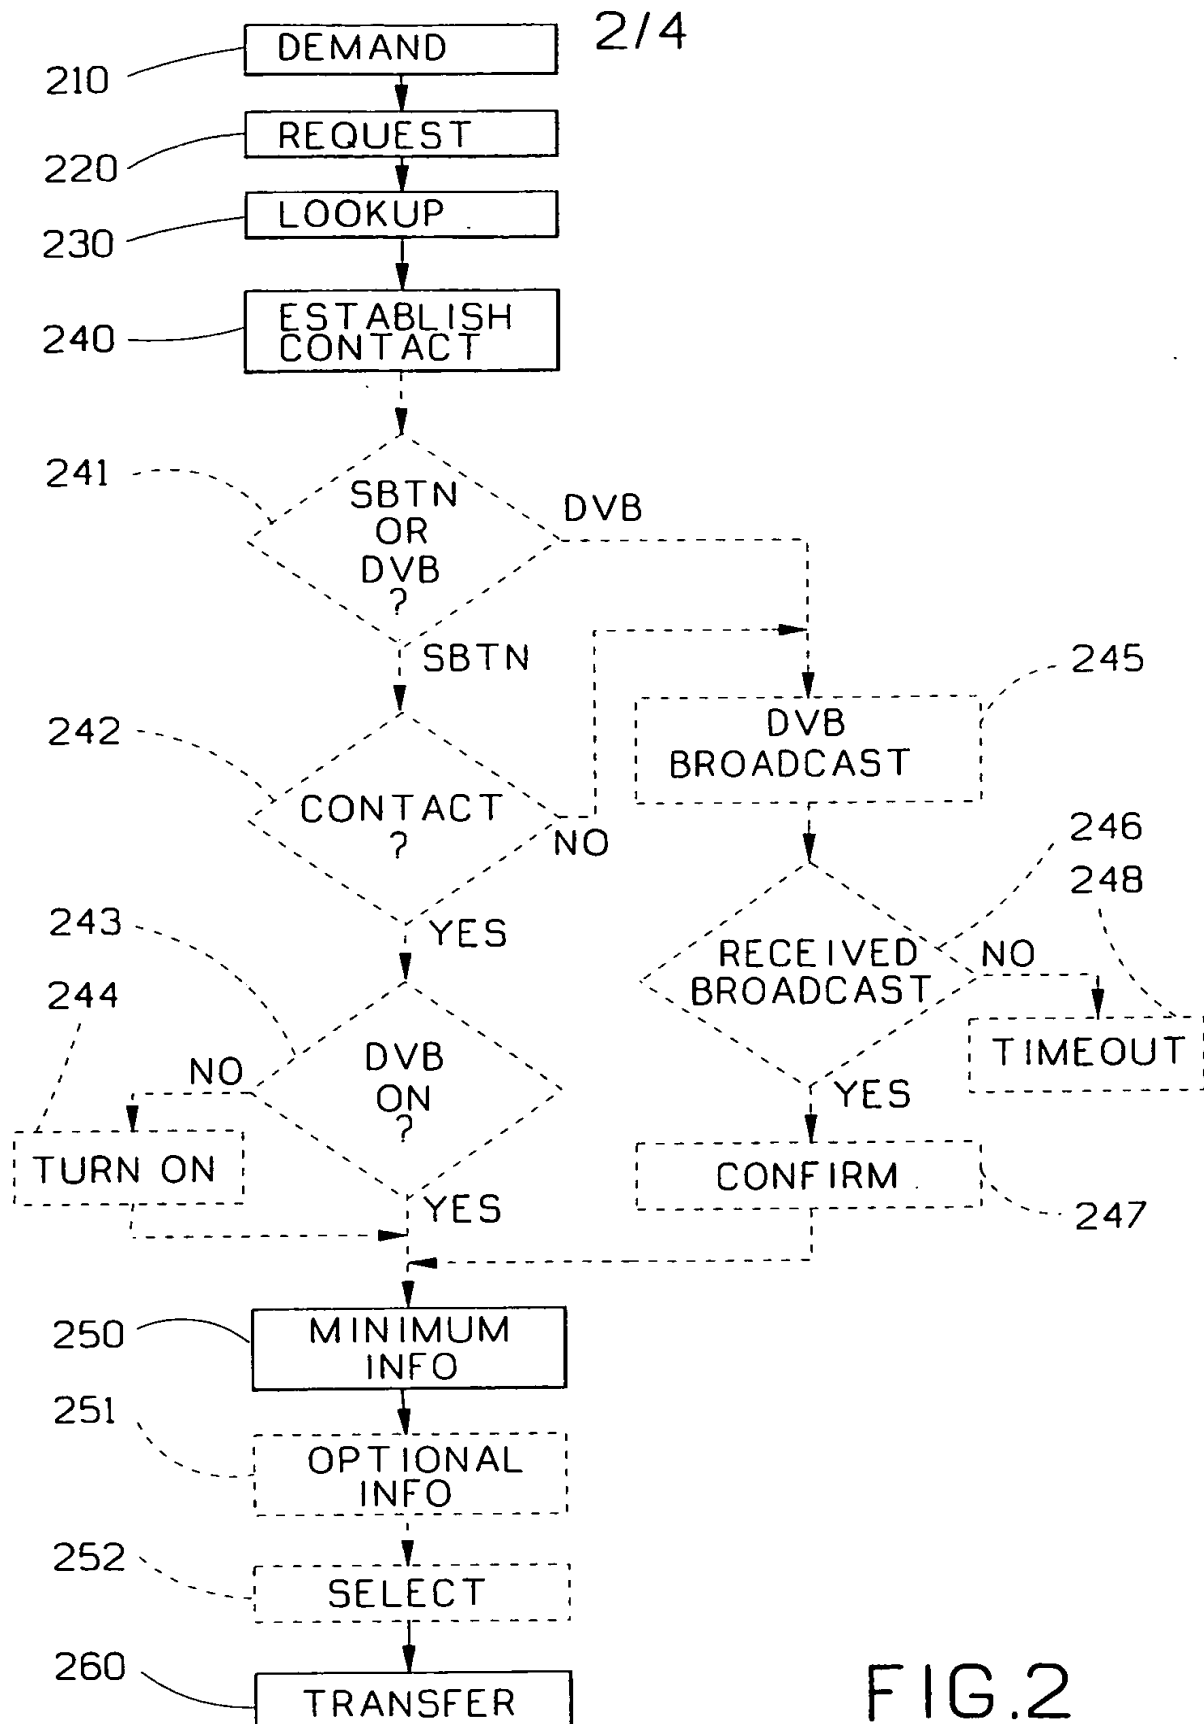 2/4
DEMAND
210
REQUEST
220
LOOKUP
230
ESTABLISH
CONTACT
240
241
SBTN
OR
DVB
?
DVB
SBTN
245
DVB
BROADCAST
242
CONTACT
?
NO
YES
246
248
243
RECEIVED
BROADCAST
NO
244
TIMEOUT
DVB
ON
?
NO
YES
TURN ON
CONFIRM
YES
247
250
MINIMUM
INFO
251
OPTIONAL
INFO
252
SELECT
260
TRANSFER
FIG.2